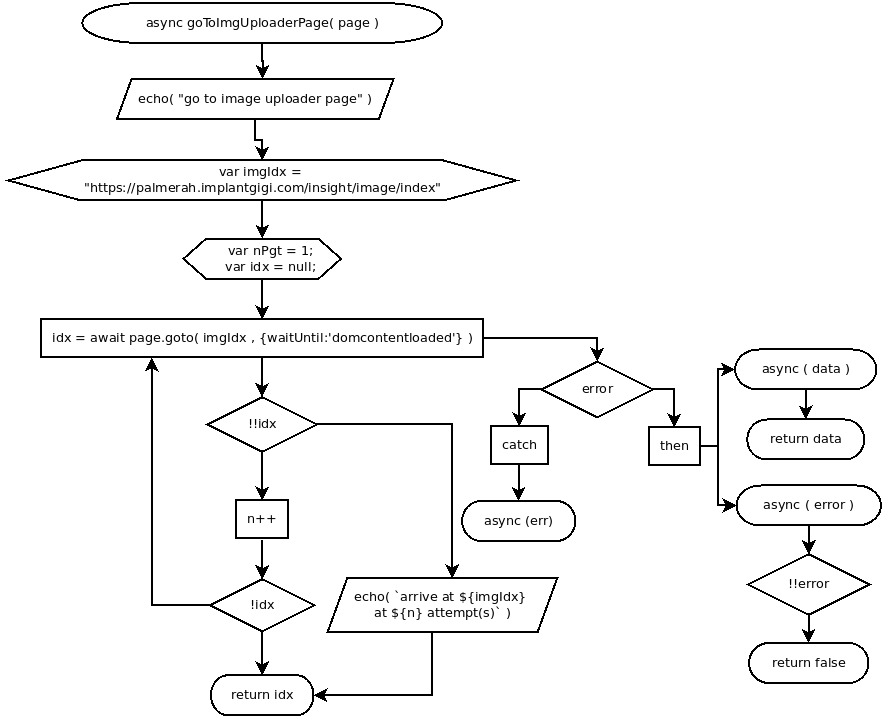 async goToImgUploaderPage( page )
echo( "go to image uploader page" )
var imgIdx =
"https://palmerah.implantgigi.com/insight/image/index"
var nPgt = 1;
var idx = null;
idx = await page.goto( imgIdx , {waitUntil:'domcontentloaded'} )
error
async ( data )
!!idx
catch
then
return data
async ( error )
n++
async (err)
!!error
!idx
echo( `arrive at ${imgIdx}
at ${n} attempt(s)` )
return false
return idx